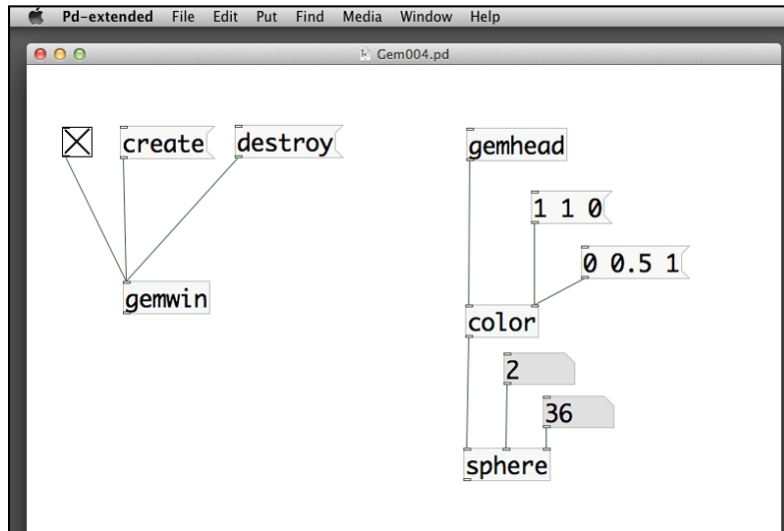 Pd-extended File Edit Put Find Media Window Help
Gem004.pd
create
destroy
gemwin
gemhead
1 1 0
0 0.5 1
color
2
36
sphere